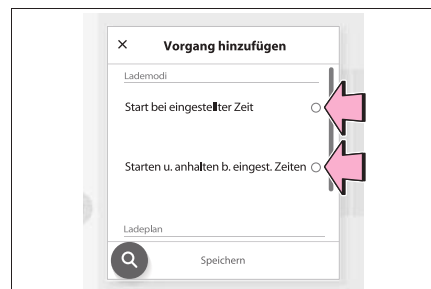 Vorgang hinzufügen
Lademodi
Start bei eingestellter Zeit
Starten u. anhalten b. eingest. Zeiten
Ladeplan
Speichern